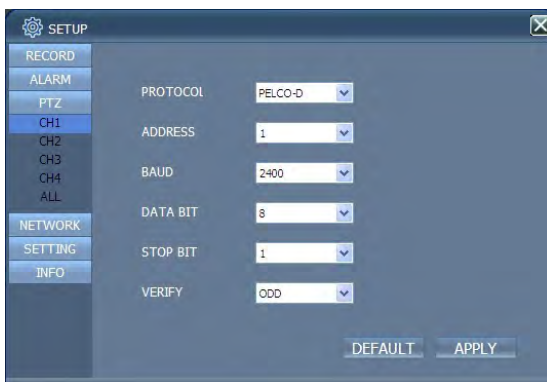 SETUP
RECORD
ALARM
PTZ
CH1
CH2
CH3
CH4
ALL
NETWORK
SETTING
INFO
PROTOCOL PELCO-D
ADDRESS 1
BAUD 2400
DATA BIT 8
STOP BIT 1
VERIFY ODD
DEFAULT APPLY